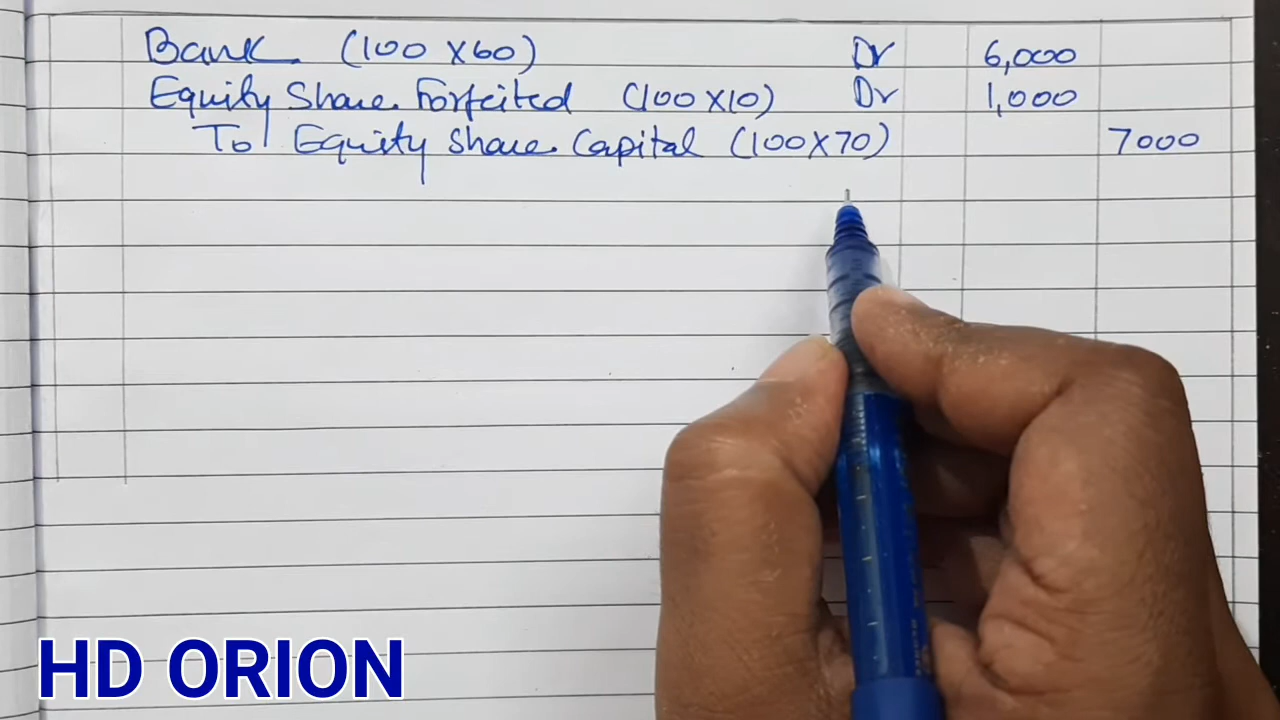 Bank (100 x 60) Dr 6,000
Equity Share Forfeited (100 x 10) Dr 1,000
To Equity Share Capital (100 x 70) 7000
HD ORION